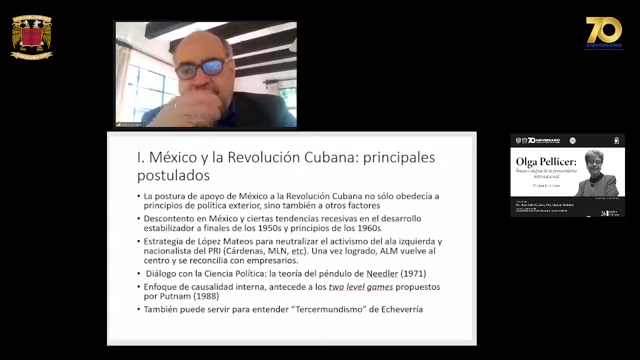 70
ANIVERSARIO
I. México y la Revolución Cubana: principales
postulados
• La postura de apoyo de México a la Revolución Cubana no sólo obedecía a
principios de política exterior, sino también a otros factores
• Descontento en México y ciertas tendencias recesivas en el desarrollo
estabilizador a finales de los 1950s y principios de los 1960s
• Estrategia de López Mateos para neutralizar el activismo del ala izquierda y
nacionalista del PRI (Cárdenas, MLN, etc). Una vez logrado, ALM vuelve al
centro y se reconcilia con empresarios.
• Diálogo con la Ciencia Política: la teoría del péndulo de Needler (1971)
• Enfoque de causalidad interna, antecede a los two level games propuestos
por Putnam (1988)
• También puede servir para entender “Tercermundismo” de Echeverría
70 ANIVERSARIO
Olga Pellicer:
internacional